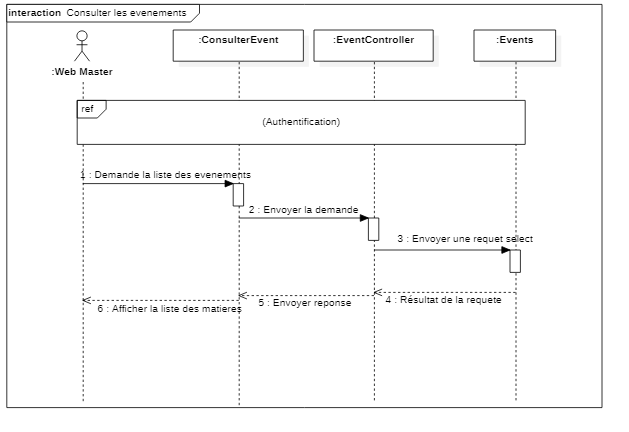 interaction Consulter les evenements
:Web Master
:ConsulterEvent
:EventController
:Events
ref
(Authentification)
1 : Demande la liste des evenements
2 : Envoyer la demande
3 : Envoyer une requet select
4 : Résultat de la requete
5 : Envoyer reponse
6 : Afficher la liste des matieres